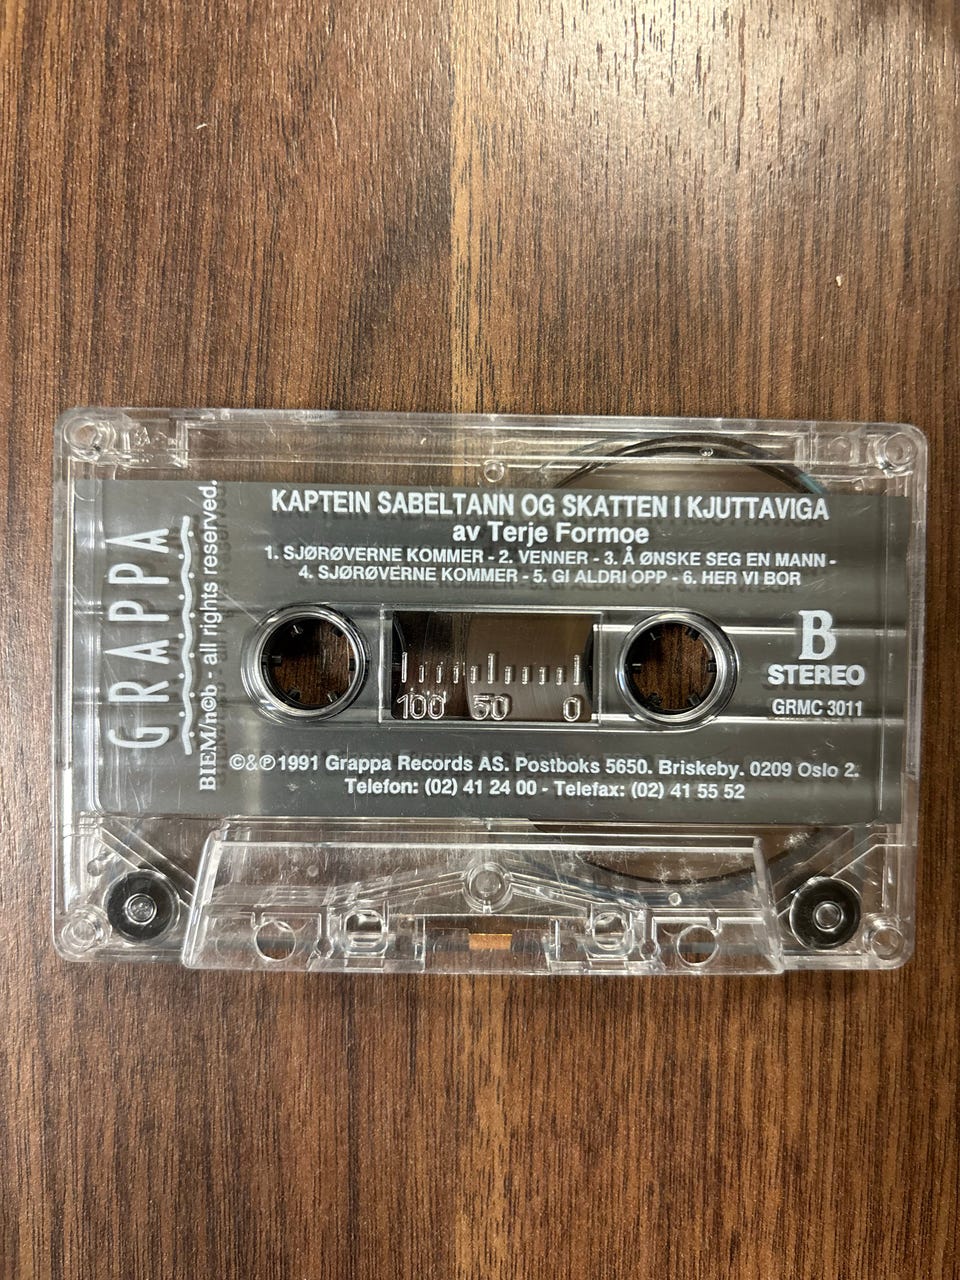 GRAPPA
BIEM/n©b - all rights reserved.
KAPTEIN SABELTANN OG SKATTEN I KJUTTAVIGA
av Terje Formoe
1. SJØRØVERNE KOMMER - 2. VENNER - 3. Å ØNSKE SEG EN MANN -
4. SJØRØVERNE KOMMER - 5. GI ALDRI OPP - 6. HER VI BOR
B
STEREO
GRMC 3011
100 50 0
©&℗1991 Grappa Records AS. Postboks 5650. Briskeby. 0209 Oslo 2.
Telefon: (02) 41 24 00 - Telefax: (02) 41 55 52